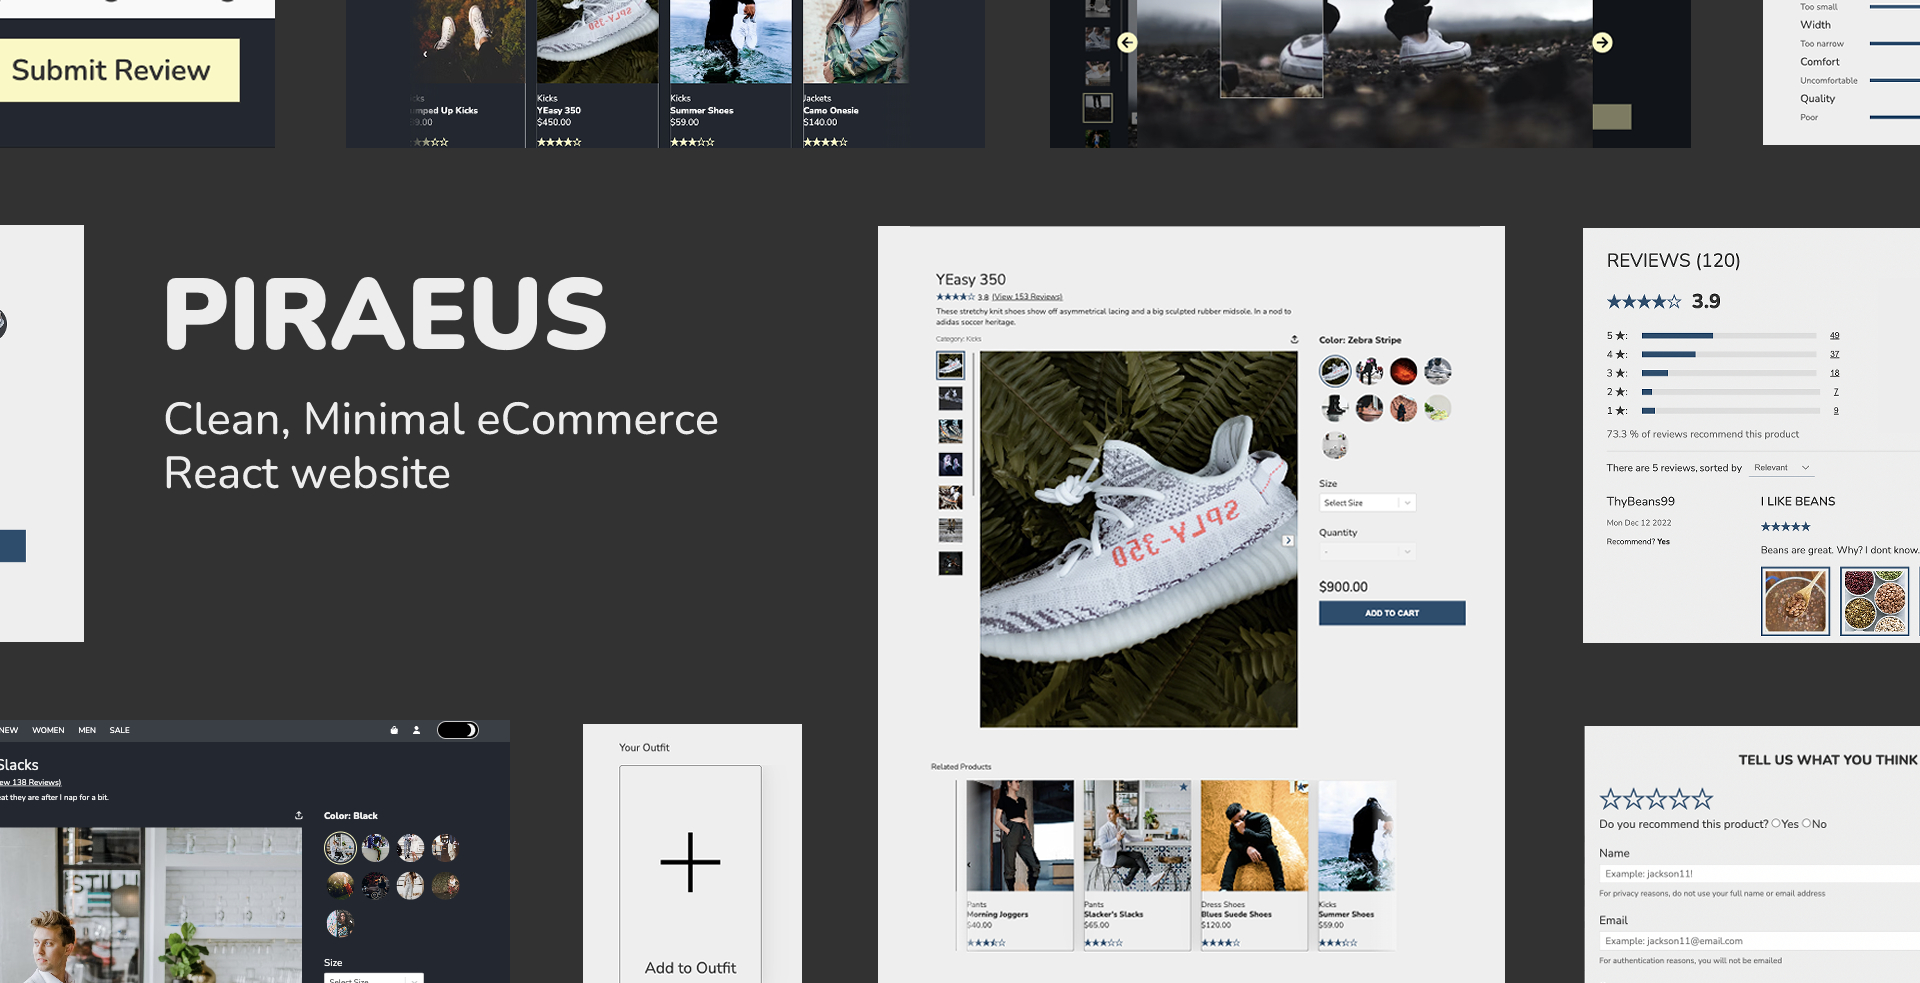 Submit Review
Kicks
YEasy 350
$450.00
Kicks
Summer Shoes
$59.00
Jackets
Camo Onesie
$140.00
umped Up Kicks
Too small
Width
Too narrow
Comfort
Uncomfortable
Quality
Poor
PIRAEUS
Clean, Minimal eCommerce
React website
YEasy 350
3.8 (View 153 Reviews)
These stretchy knit shoes show off asymmetrical lacing and a big sculpted rubber midsole. In a nod to
adidas soccer heritage.
Category: Kicks
Color: Zebra Stripe
SPLY-350
Size
Select Size
Quantity
-
$900.00
ADD TO CART
Related Products
Pants
Morning Joggers
$40.00
Pants
Slacker's Slacks
$65.00
Dress Shoes
Blues Suede Shoes
$120.00
Kicks
Summer Shoes
$59.00
REVIEWS (120)
3.9
5 ★: 49
4 ★: 37
3 ★: 18
2 ★: 7
1 ★: 9
73.3 % of reviews recommend this product
There are 5 reviews, sorted by Relevant
ThyBeans99
Mon Dec 12 2022
Recommend? Yes
I LIKE BEANS
Beans are great. Why? I dont know.
NEW WOMEN MEN SALE
Slacks
ew 138 Reviews)
eat they are after I nap for a bit.
Color: Black
Size
Select Size
Your Outfit
Add to Outfit
TELL US WHAT YOU THINK
Do you recommend this product? Yes No
Name
Example: jackson11!
For privacy reasons, do not use your full name or email address
Email
Example: jackson11@email.com
For authentication reasons, you will not be emailed